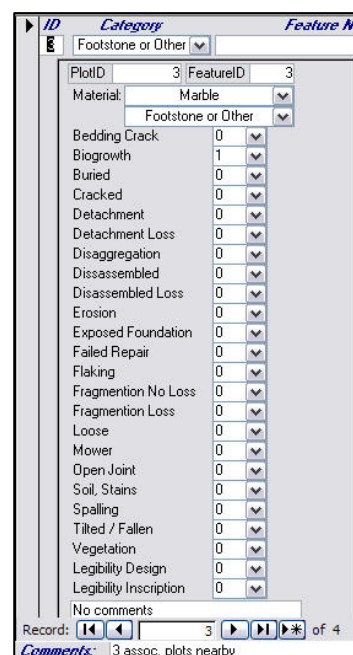 ID Category Feature N
3 Footstone or Other
PlotID 3 FeatureID 3
Material: Marble
Footstone or Other
Bedding Crack 0
Biogrowth 1
Buried 0
Cracked 0
Detachment 0
Detachment Loss 0
Disaggregation 0
Dissassembled 0
Disassembled Loss 0
Erosion 0
Exposed Foundation 0
Failed Repair 0
Flaking 0
Fragmention No Loss 0
Fragmention Loss 0
Loose 0
Mower 0
Open Joint 0
Soil, Stains 0
Spalling 0
Tilted / Fallen 0
Vegetation 0
Legibility Design 0
Legibility Inscription 0
No comments
Record: 3 of 4
Comments: 3 assoc. plots nearby